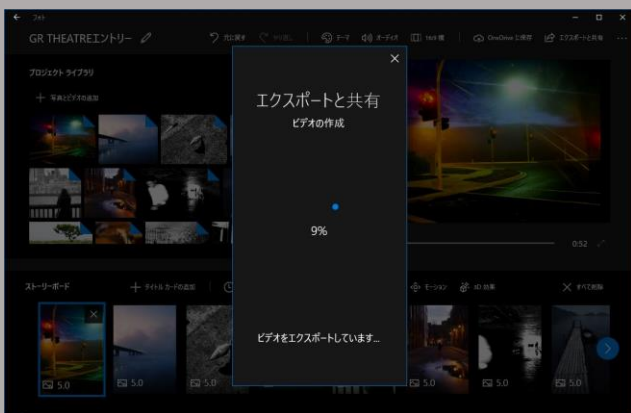 フォト
GR THEATREエントリー
元に戻す
やり直し
テーマ
オーディオ
OneDrive に保存
エクスポートと共有
プロジェクト ライブラリ
写真とビデオの追加
エクスポートと共有
ビデオの作成
9%
ビデオをエクスポートしています...
0:52
ストーリーボード
タイトル カードの追加
モーション
3D 効果
すべて削除
5.0
5.0
5.0
5.0
5.0
5.0